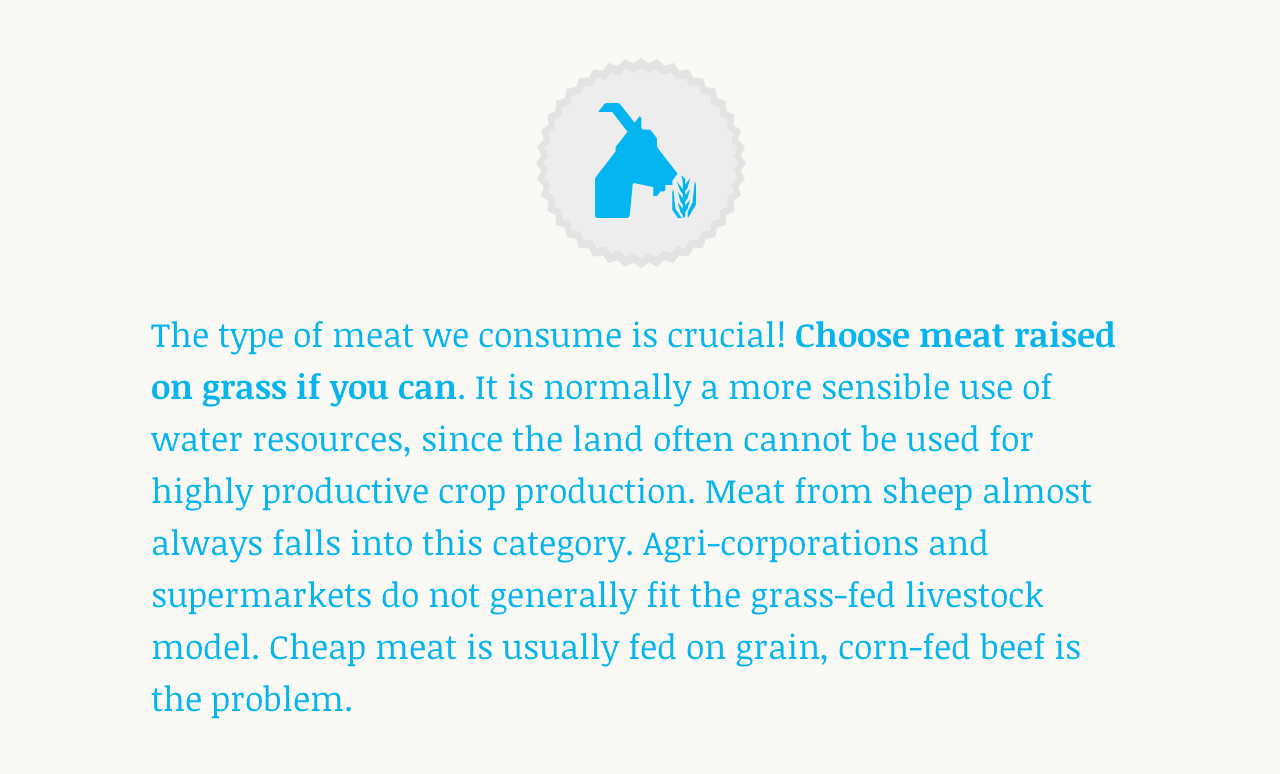 The type of meat we consume is crucial! Choose meat raised
on grass if you can. It is normally a more sensible use of
water resources, since the land often cannot be used for
highly productive crop production. Meat from sheep almost
always falls into this category. Agri-corporations and
supermarkets do not generally fit the grass-fed livestock
model. Cheap meat is usually fed on grain, corn-fed beef is
the problem.